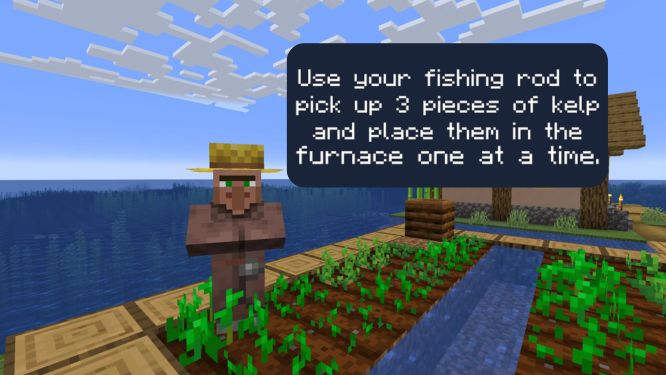 Use your fishing rod to
pick up 3 pieces of kelp
and place them in the
furnace one at a time.